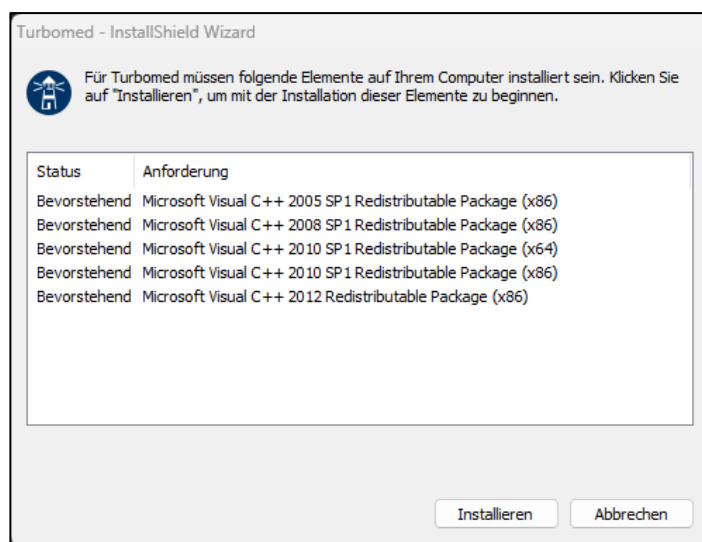 Turbomed - InstallShield Wizard
Für Turbomed müssen folgende Elemente auf Ihrem Computer installiert sein. Klicken Sie
auf "Installieren", um mit der Installation dieser Elemente zu beginnen.
Status Anforderung
Bevorstehend Microsoft Visual C++ 2005 SP1 Redistributable Package (x86)
Bevorstehend Microsoft Visual C++ 2008 SP1 Redistributable Package (x86)
Bevorstehend Microsoft Visual C++ 2010 SP1 Redistributable Package (x64)
Bevorstehend Microsoft Visual C++ 2010 SP1 Redistributable Package (x86)
Bevorstehend Microsoft Visual C++ 2012 Redistributable Package (x86)
Installieren Abbrechen